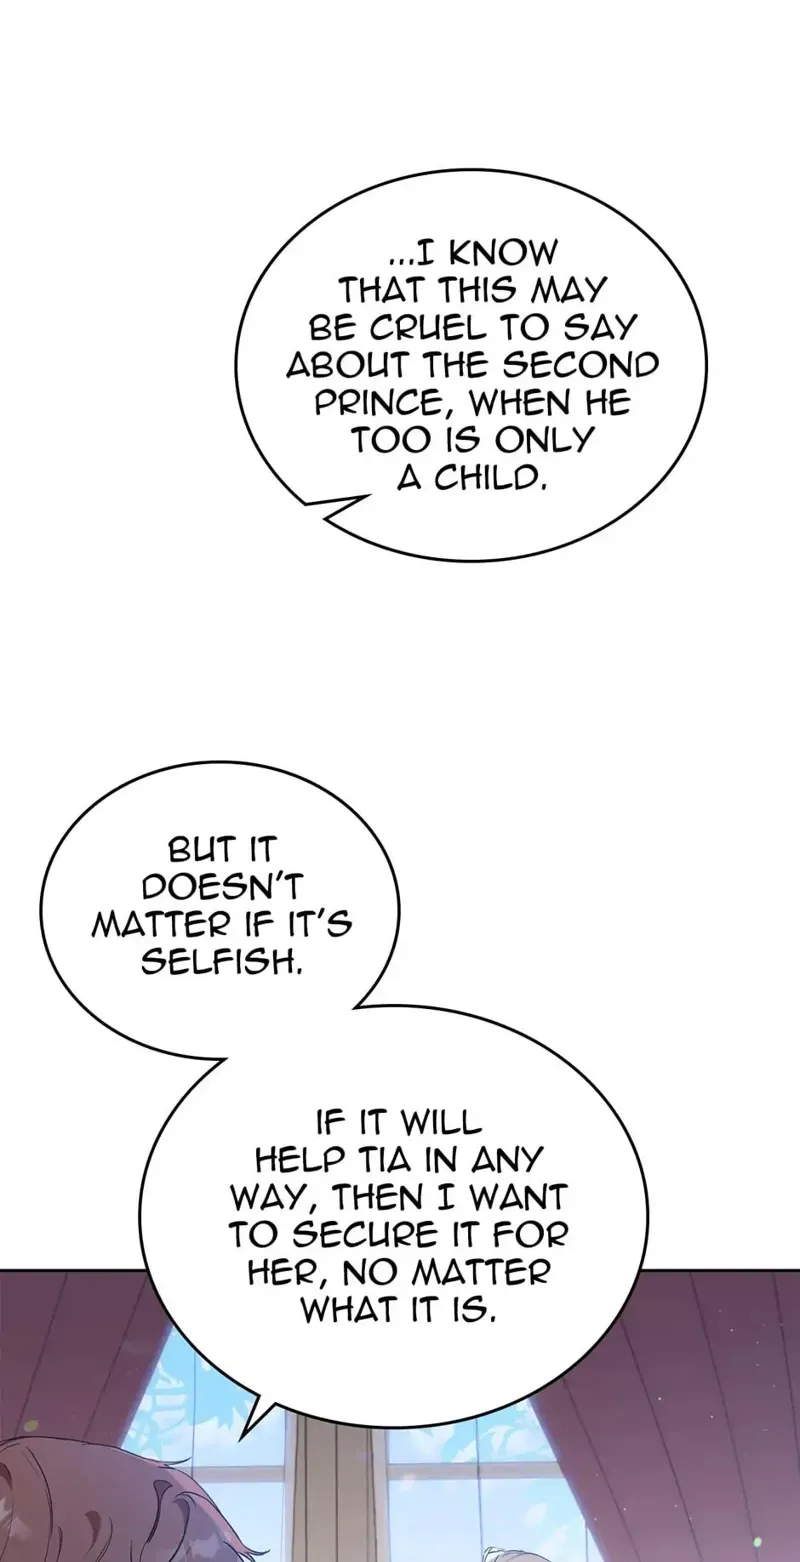 ...I KNOW
THAT THIS MAY
BE CRUEL TO SAY
ABOUT THE SECOND
PRINCE, WHEN HE
TOO IS ONLY
A CHILD.
BUT IT
DOESN'T
MATTER IF IT'S
SELFISH.
IF IT WILL
HELP TIA IN ANY
WAY, THEN I WANT
TO SECURE IT FOR
HER, NO MATTER
WHAT IT IS.